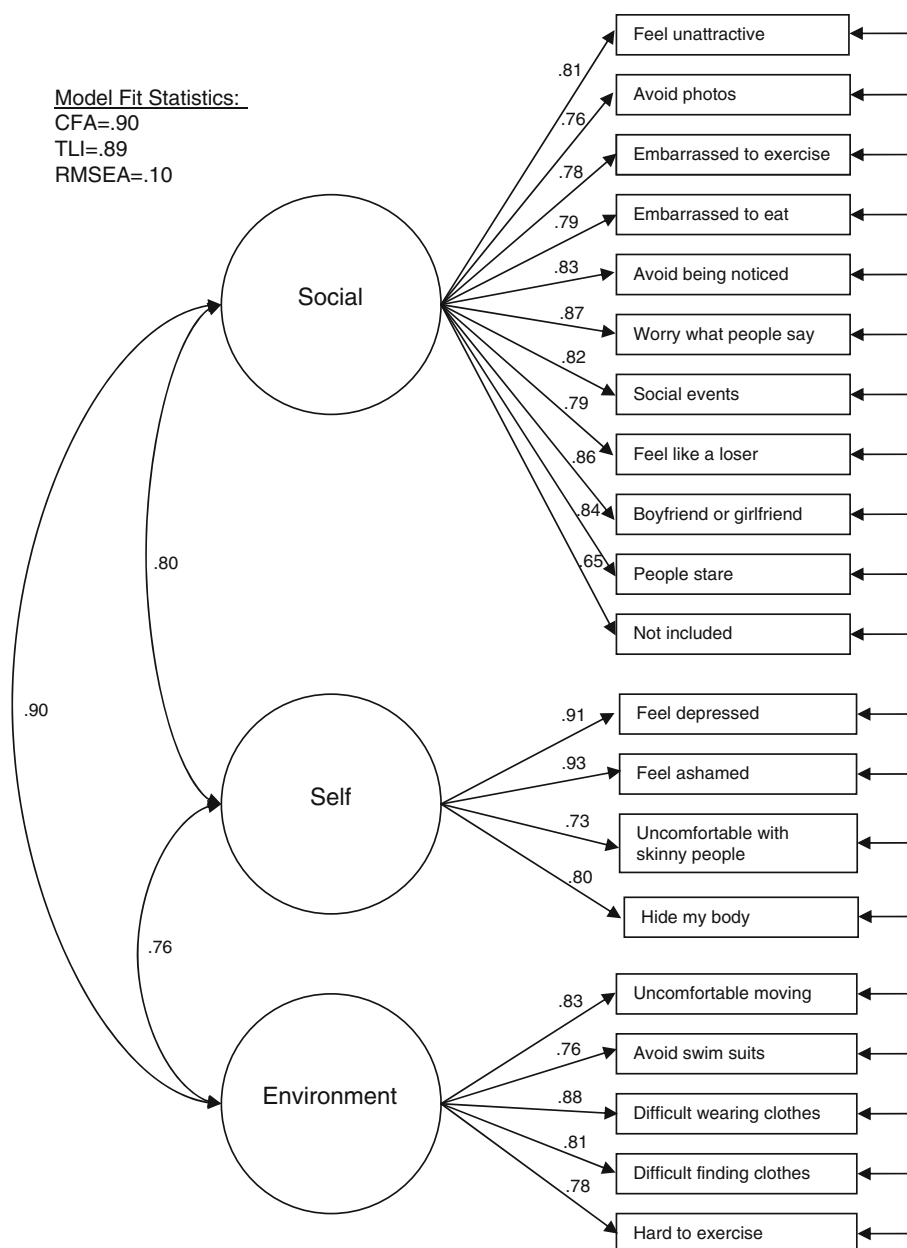 Model Fit Statistics:
CFA=.90
TLI=.89
RMSEA=.10
Social
.81
Feel unattractive
.76
Avoid photos
.78
Embarrassed to exercise
.79
Embarrassed to eat
.83
Avoid being noticed
.87
Worry what people say
.82
Social events
.79
Feel like a loser
.86
Boyfriend or girlfriend
.84
People stare
.65
Not included
.80
.90
Self
.91
Feel depressed
.93
Feel ashamed
.73
Uncomfortable with
skinny people
.80
Hide my body
.76
Environment
.83
Uncomfortable moving
.76
Avoid swim suits
.88
Difficult wearing clothes
.81
Difficult finding clothes
.78
Hard to exercise